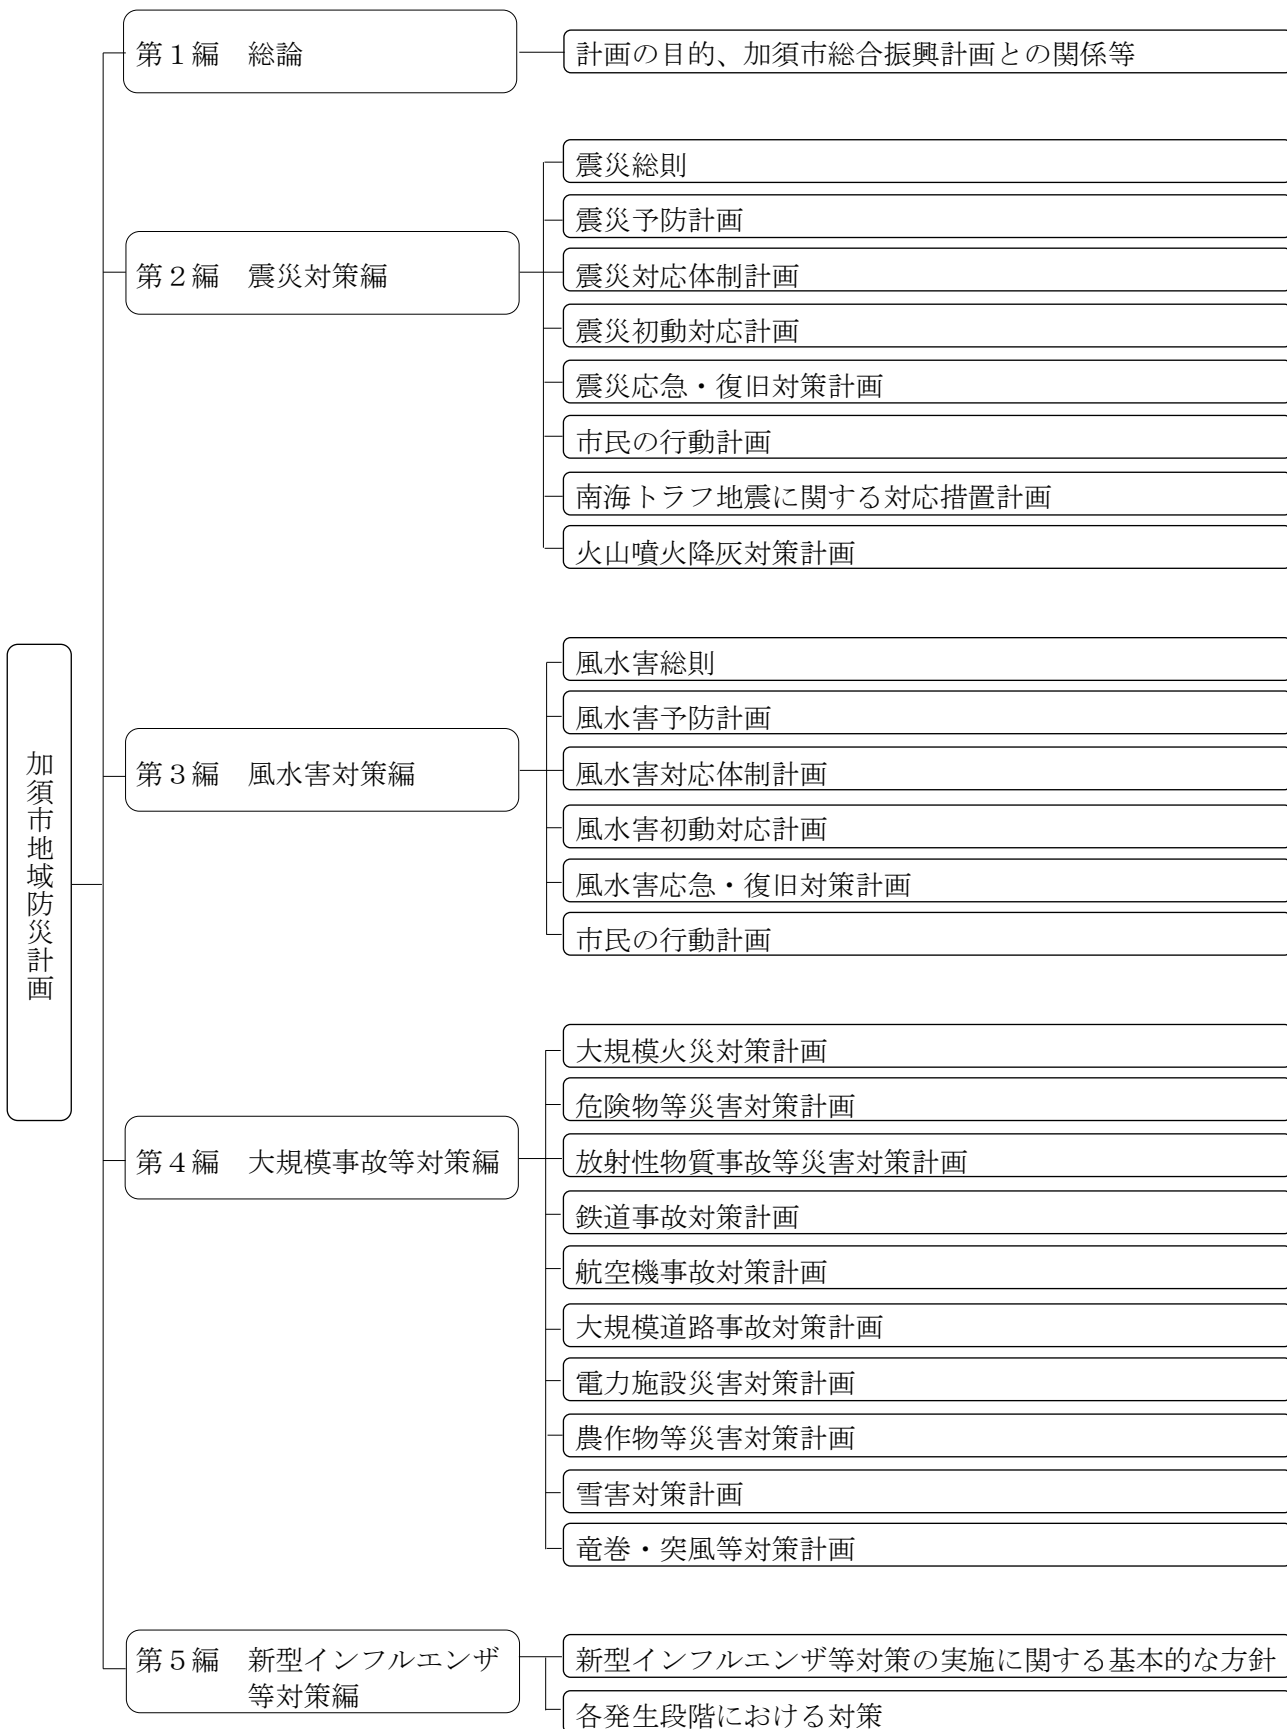 加須市地域防災計画
第１編　総論
計画の目的、加須市総合振興計画との関係等
第２編　震災対策編
震災総則
震災予防計画
震災対応体制計画
震災初動対応計画
震災応急・復旧対策計画
市民の行動計画
南海トラフ地震に関する対応措置計画
火山噴火降灰対策計画
第３編　風水害対策編
風水害総則
風水害予防計画
風水害対応体制計画
風水害初動対応計画
風水害応急・復旧対策計画
市民の行動計画
第４編　大規模事故等対策編
大規模火災対策計画
危険物等災害対策計画
放射性物質事故等災害対策計画
鉄道事故対策計画
航空機事故対策計画
大規模道路事故対策計画
電力施設災害対策計画
農作物等災害対策計画
雪害対策計画
竜巻・突風等対策計画
第５編　新型インフルエンザ
等対策編
新型インフルエンザ等対策の実施に関する基本的な方針
各発生段階における対策